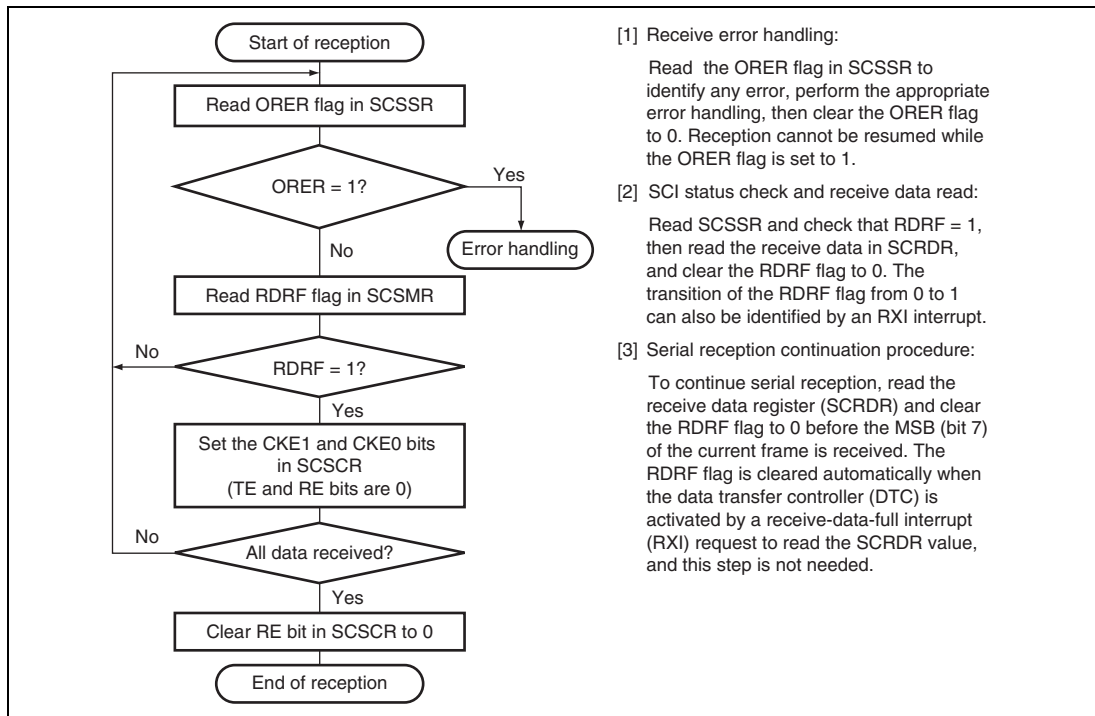 Start of reception
Read ORER flag in SCSSR
ORER = 1?
Yes
Error handling
No
Read RDRF flag in SCSMR
No
RDRF = 1?
Yes
Set the CKE1 and CKE0 bits
in SCSCR
(TE and RE bits are 0)
No
All data received?
Yes
Clear RE bit in SCSCR to 0
End of reception
[1] Receive error handling:
Read the ORER flag in SCSSR to
identify any error, perform the appropriate
error handling, then clear the ORER flag
to 0. Reception cannot be resumed while
the ORER flag is set to 1.
[2] SCI status check and receive data read:
Read SCSSR and check that RDRF = 1,
then read the receive data in SCRDR,
and clear the RDRF flag to 0. The
transition of the RDRF flag from 0 to 1
can also be identified by an RXI interrupt.
[3] Serial reception continuation procedure:
To continue serial reception, read the
receive data register (SCRDR) and clear
the RDRF flag to 0 before the MSB (bit 7)
of the current frame is received. The
RDRF flag is cleared automatically when
the data transfer controller (DTC) is
activated by a receive-data-full interrupt
(RXI) request to read the SCRDR value,
and this step is not needed.